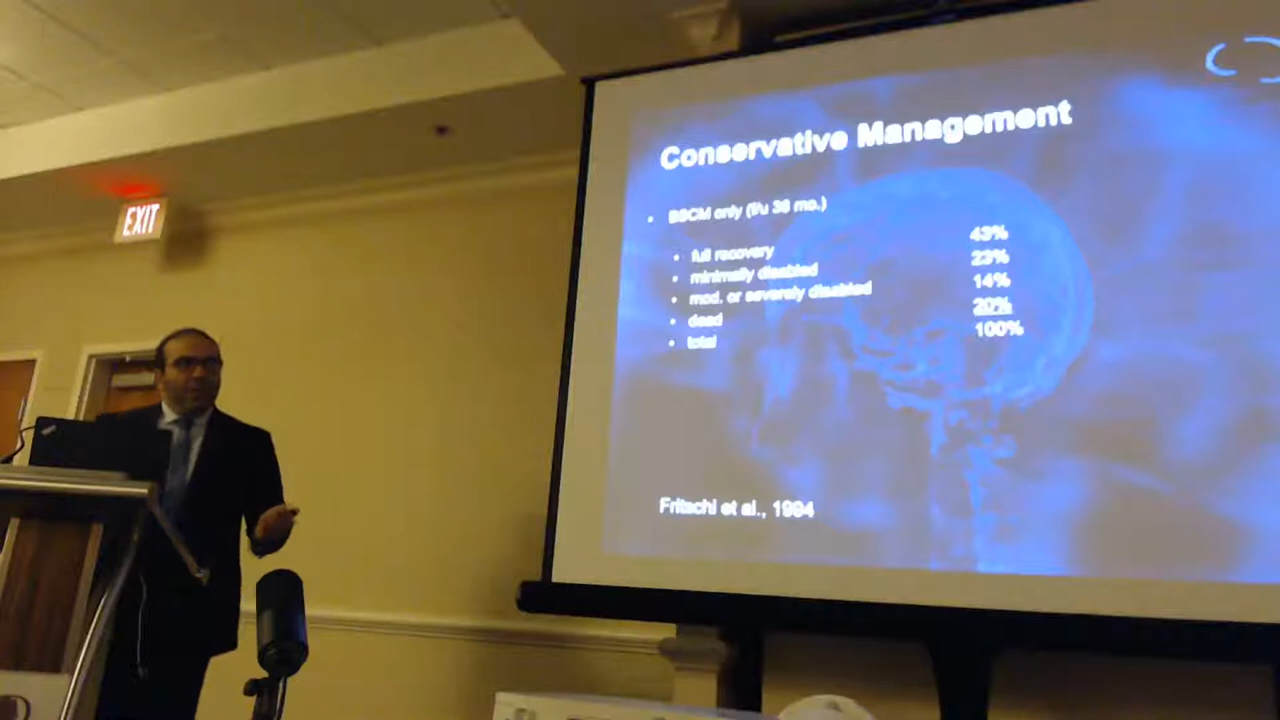 EXIT
Conservative Management
• BSCM only (f/u 36 mo.)
43%
• full recovery 23%
• minimally disabled 14%
• mod. or severely disabled 20%
• dead 100%
• total
Fritschi et al., 1994